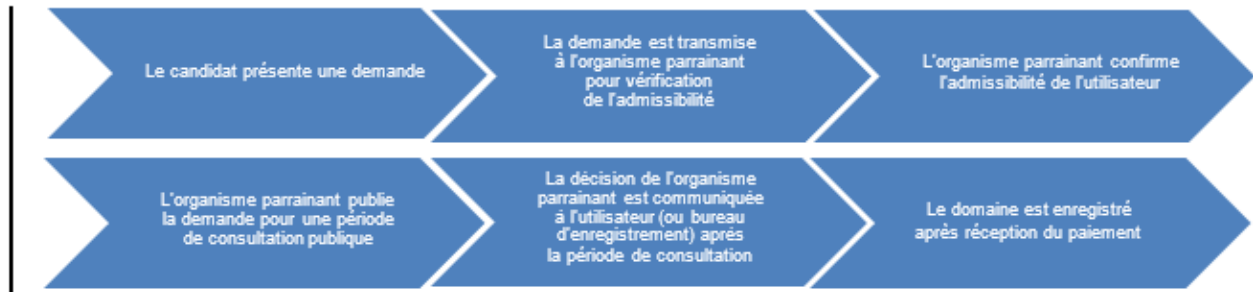 Le candidat présente une demande
La demande est transmise
à l'organisme parrainant
pour vérification
de l'admissibilité
L'organisme parrainant confirme
l'admissibilité de l'utilisateur
L'organisme parrainant publie
la demande pour une période
de consultation publique
La décision de l'organisme
parrainant est communiquée
á l'utilisateur (ou bureau
d'enregistrement) aprés
la période de consultation
Le domaine est enregistré
après réception du paiement